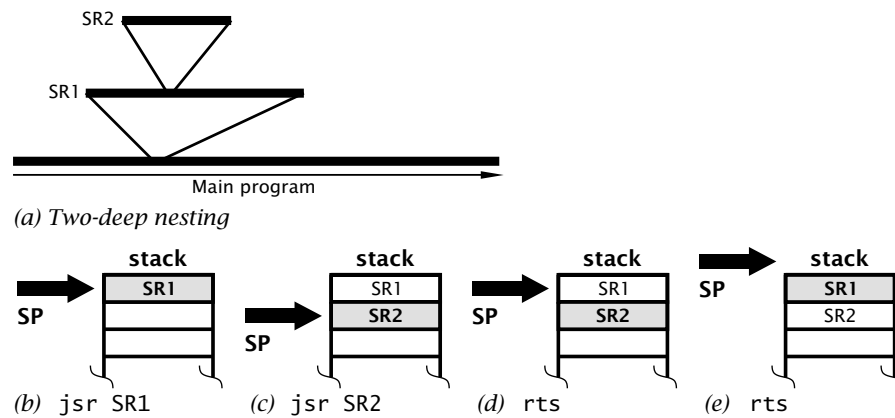 SR2
SR1
Main program
(a) Two-deep nesting
stack
SP
SR1
(b) jsr SR1
stack
SP
SR1
SR2
(c) jsr SR2
stack
SP
SR1
SR2
(d) rts
stack
SP
SR1
SR2
(e) rts